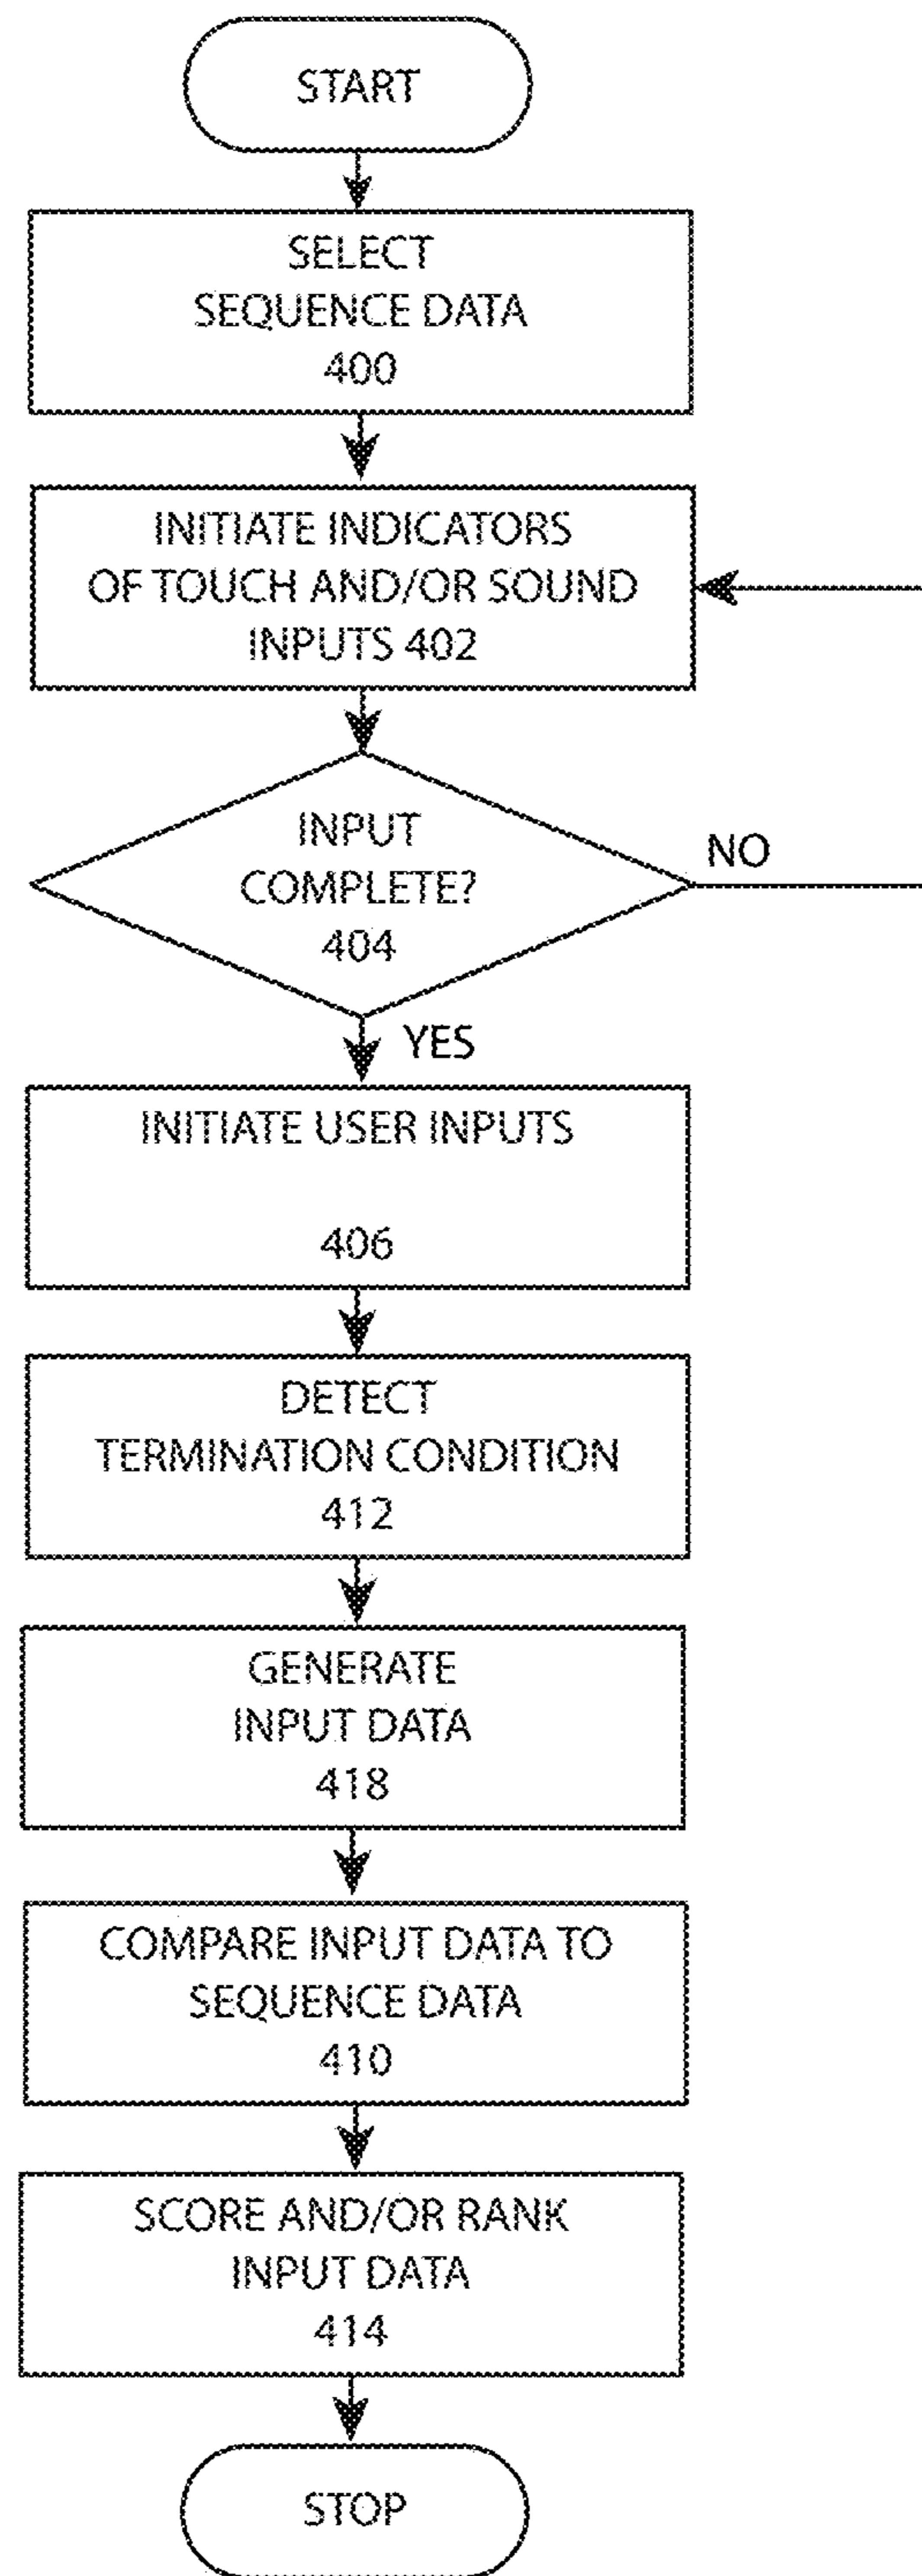 START
SELECT
SEQUENCE DATA
400
INITIATE INDICATORS
OF TOUCH AND/OR SOUND
INPUTS 402
INPUT
COMPLETE?
404
NO
YES
INITIATE USER INPUTS
406
DETECT
TERMINATION CONDITION
412
GENERATE
INPUT DATA
418
COMPARE INPUT DATA TO
SEQUENCE DATA
410
SCORE AND/OR RANK
INPUT DATA
414
STOP